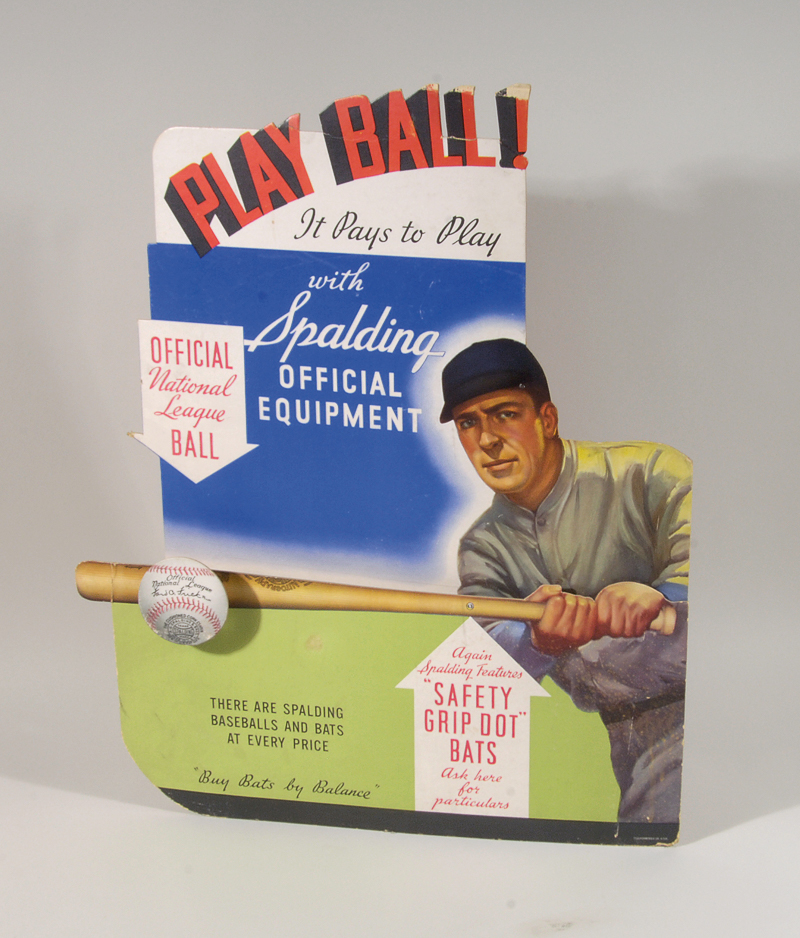 PLAY BALL!
It Pays to Play
with
Spalding
OFFICIAL
EQUIPMENT
OFFICIAL
National
League
BALL
Official
National League
Again
Spalding Features
"SAFETY
GRIP DOT"
BATS
Ask here
for
particulars
THERE ARE SPALDING
BASEBALLS AND BATS
AT EVERY PRICE
"Buy Bats by Balance"